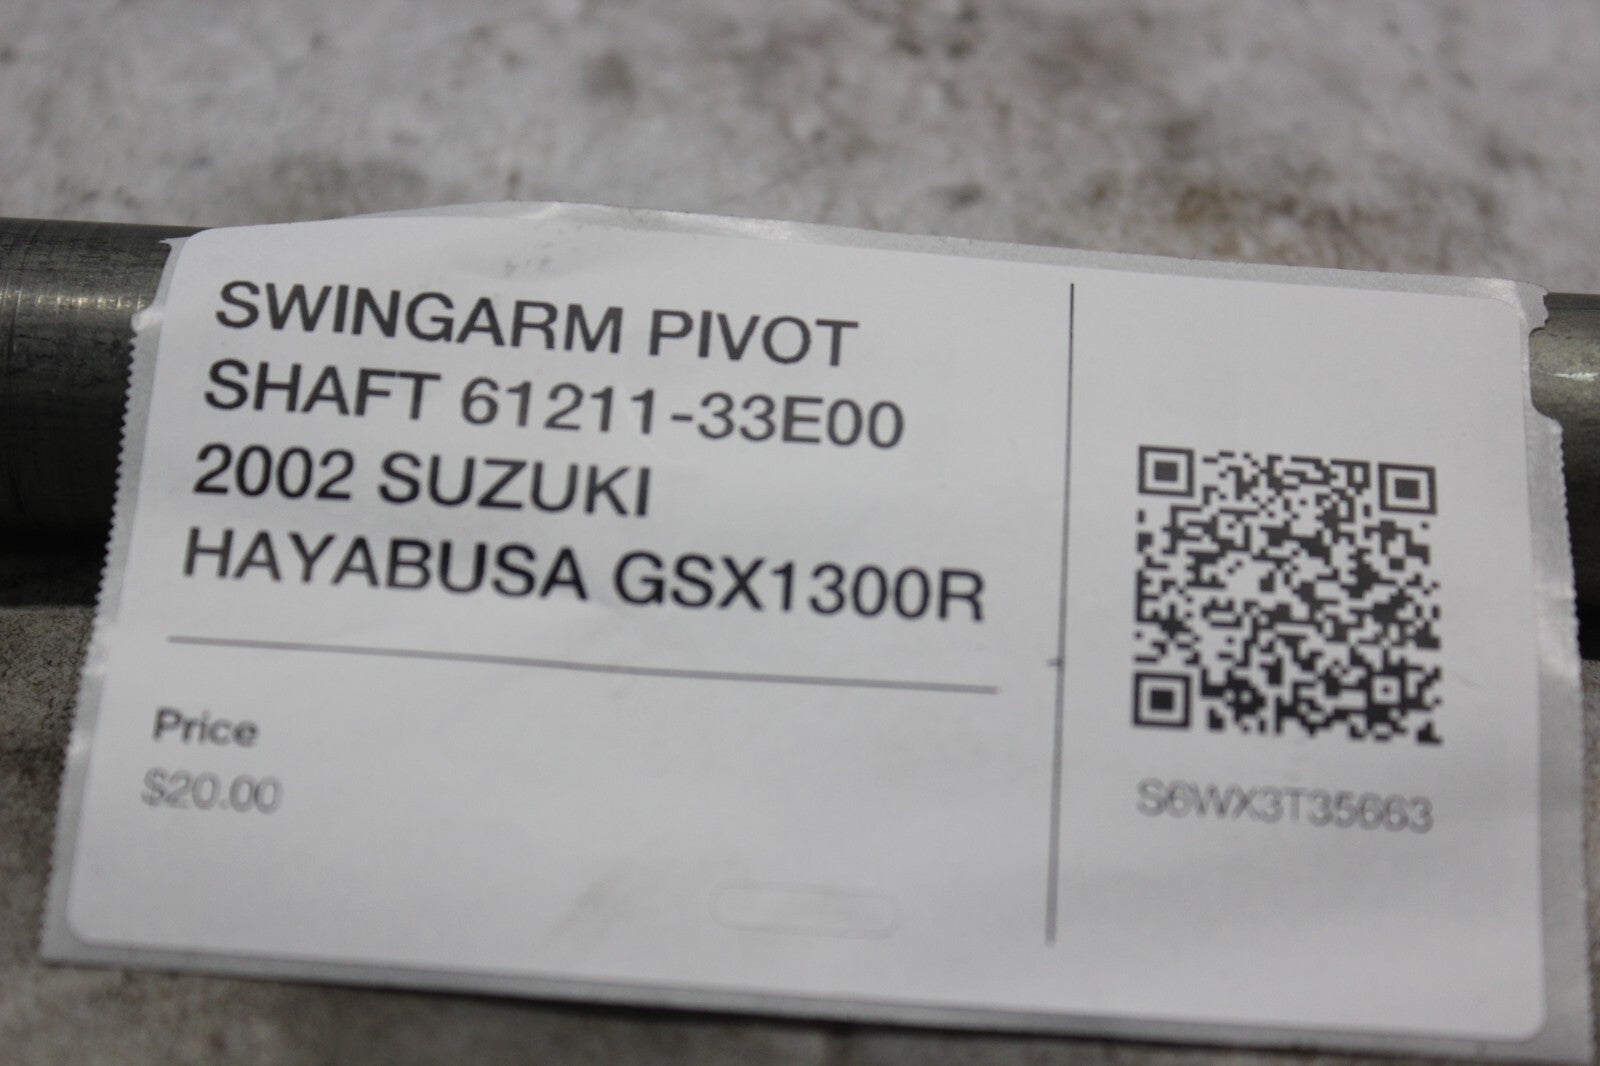 SWINGARM PIVOT
SHAFT 61211-33E00
2002 SUZUKI
HAYABUSA GSX1300R
Price
$20.00
S6WX3T35663